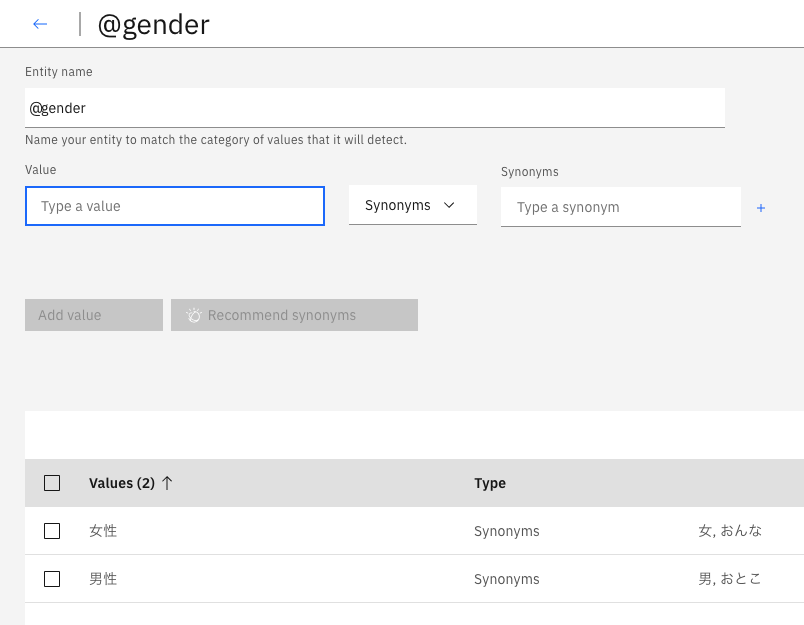 @gender
Entity name
@gender
Name your entity to match the category of values that it will detect.
Value
Synonyms
Type a value
Synonyms
Type a synonym
+
Add value
Recommend synonyms
Values (2) ↑
Type
女性
Synonyms
女, おんな
男性
Synonyms
男, おとこ